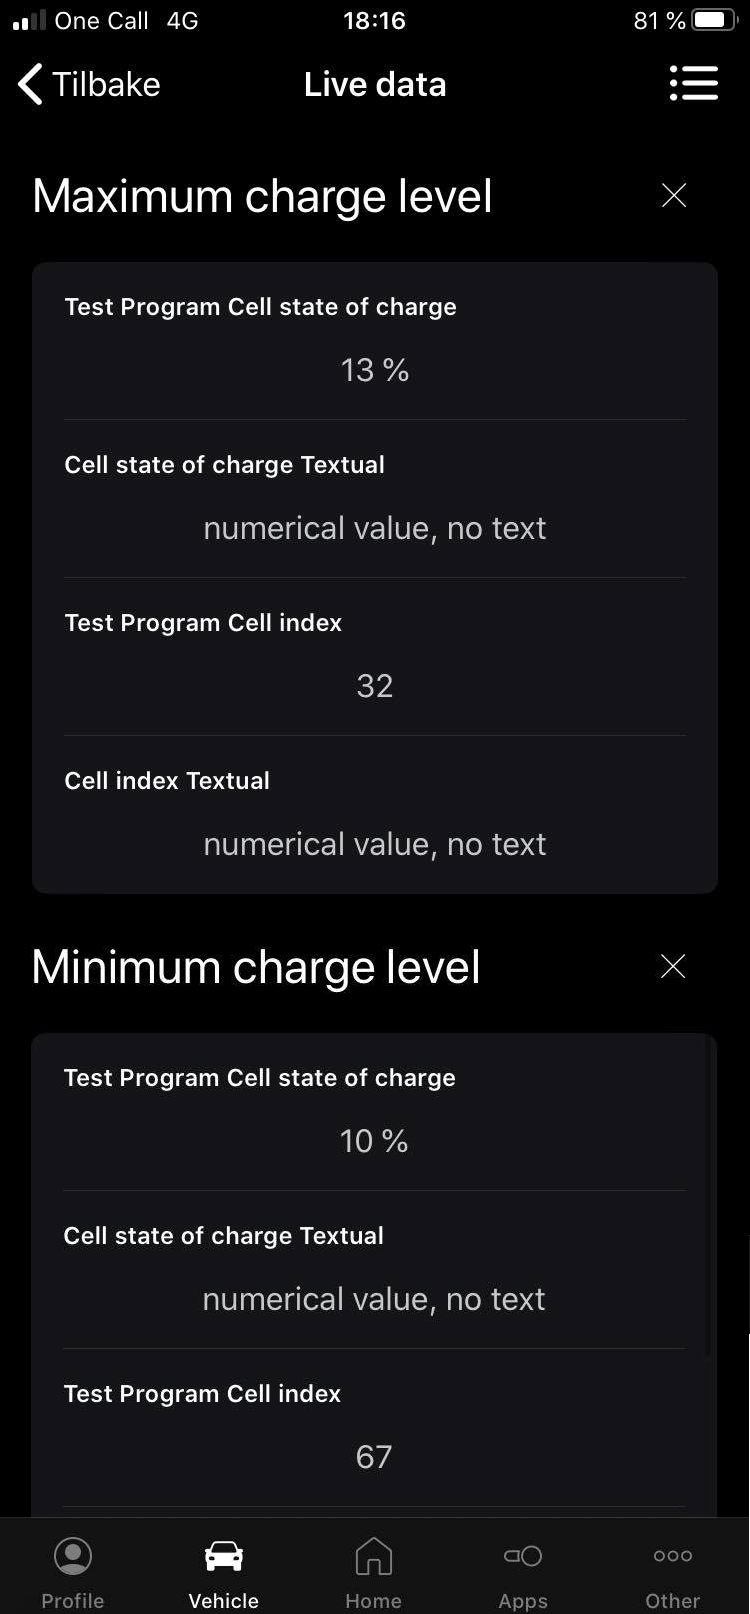 One Call 4G 18:16 81 %
Tilbake Live data
Maximum charge level
Test Program Cell state of charge
13 %
Cell state of charge Textual
numerical value, no text
Test Program Cell index
32
Cell index Textual
numerical value, no text
Minimum charge level
Test Program Cell state of charge
10 %
Cell state of charge Textual
numerical value, no text
Test Program Cell index
67
Profile Vehicle Home Apps Other